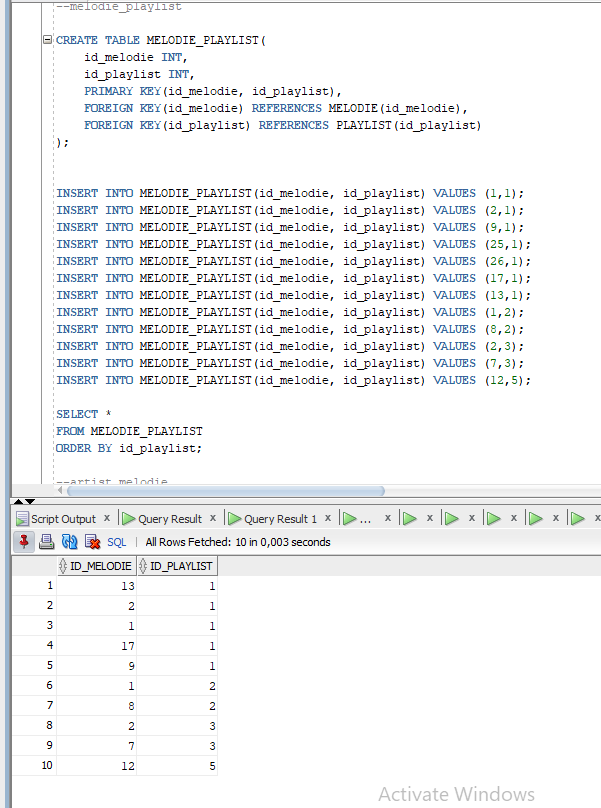 --melodie_playlist
CREATE TABLE MELODIE_PLAYLIST(
id_melodie INT,
id_playlist INT,
PRIMARY KEY(id_melodie, id_playlist),
FOREIGN KEY(id_melodie) REFERENCES MELODIE(id_melodie),
FOREIGN KEY(id_playlist) REFERENCES PLAYLIST(id_playlist)
);
INSERT INTO MELODIE_PLAYLIST(id_melodie, id_playlist) VALUES (1,1);
INSERT INTO MELODIE_PLAYLIST(id_melodie, id_playlist) VALUES (2,1);
INSERT INTO MELODIE_PLAYLIST(id_melodie, id_playlist) VALUES (9,1);
INSERT INTO MELODIE_PLAYLIST(id_melodie, id_playlist) VALUES (25,1);
INSERT INTO MELODIE_PLAYLIST(id_melodie, id_playlist) VALUES (26,1);
INSERT INTO MELODIE_PLAYLIST(id_melodie, id_playlist) VALUES (17,1);
INSERT INTO MELODIE_PLAYLIST(id_melodie, id_playlist) VALUES (13,1);
INSERT INTO MELODIE_PLAYLIST(id_melodie, id_playlist) VALUES (1,2);
INSERT INTO MELODIE_PLAYLIST(id_melodie, id_playlist) VALUES (8,2);
INSERT INTO MELODIE_PLAYLIST(id_melodie, id_playlist) VALUES (2,3);
INSERT INTO MELODIE_PLAYLIST(id_melodie, id_playlist) VALUES (7,3);
INSERT INTO MELODIE_PLAYLIST(id_melodie, id_playlist) VALUES (12,5);
SELECT *
FROM MELODIE_PLAYLIST
ORDER BY id_playlist;
--artist_melodie
Script Output x Query Result x Query Result 1 x ... x x x x x x
SQL | All Rows Fetched: 10 in 0,003 seconds
ID_MELODIE ID_PLAYLIST
1 13 1
2 2 1
3 1 1
4 17 1
5 9 1
6 1 2
7 8 2
8 2 3
9 7 3
10 12 5
Activate Windows